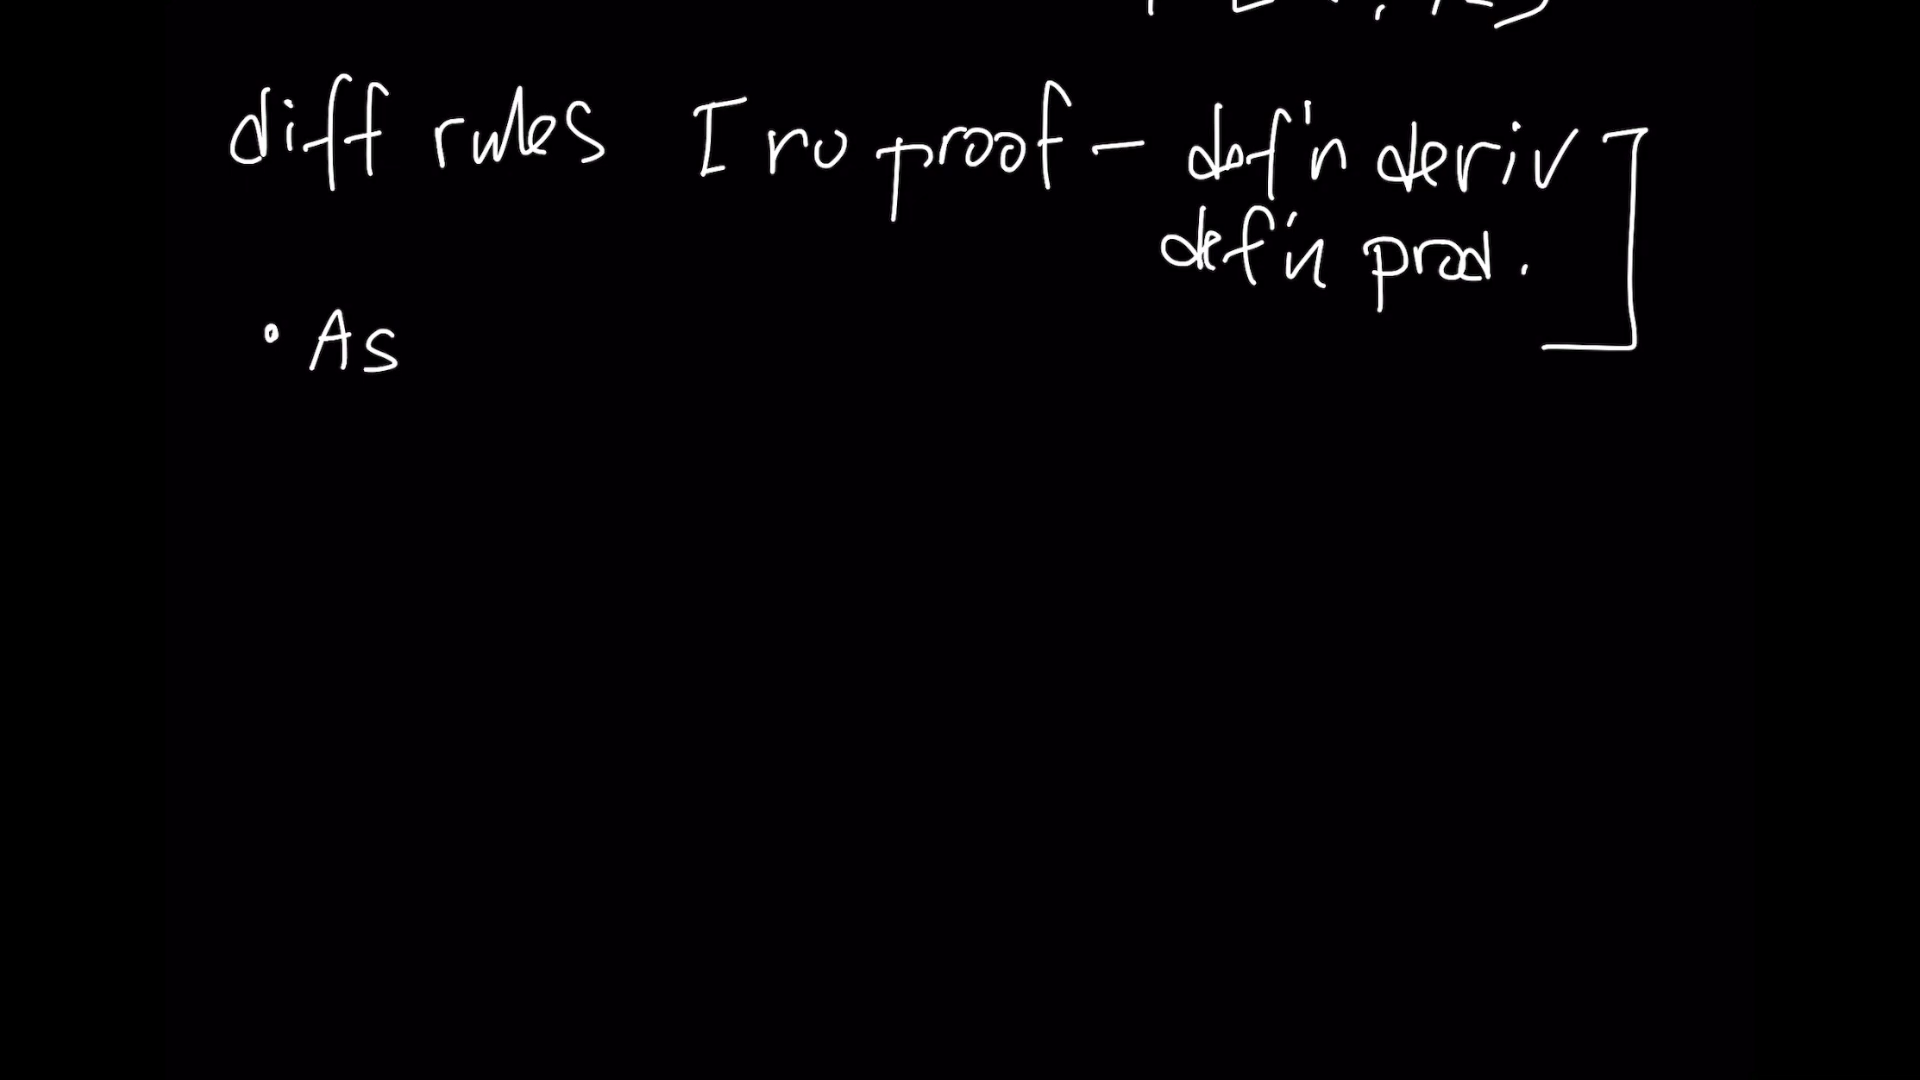 diff rules [ no proof - def'n deriv ]
def'n prod.
• As